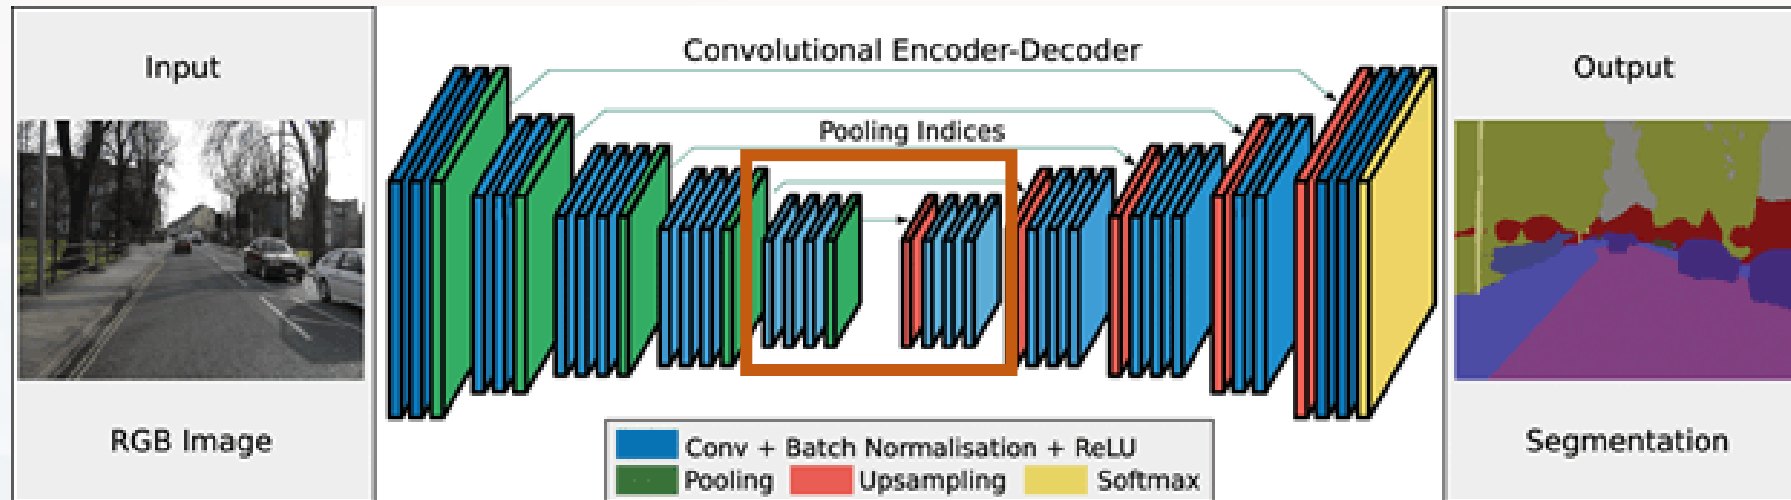 Input
RGB Image
Convolutional Encoder-Decoder
Pooling Indices
Conv + Batch Normalisation + ReLU
Pooling Upsampling Softmax
Output
Segmentation